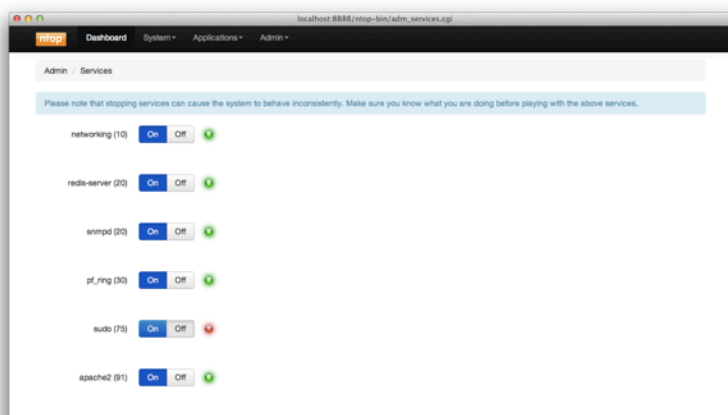 localhost:8888/ntop-bin/adm_services.cgi
ntop Dashboard System Applications Admin
Admin / Services
Please note that stopping services can cause the system to behave inconsistently. Make sure you know what you are doing before playing with the above services.
networking (10) On Off
redis-server (20) On Off
snmpd (20) On Off
pf_ring (30) On Off
sudo (75) On Off
apache2 (91) On Off